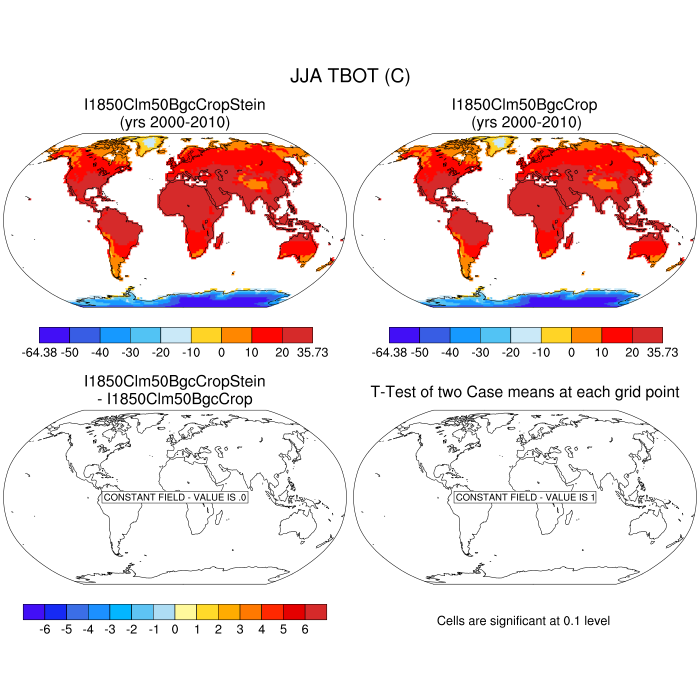 JJA TBOT (C)
I1850Clm50BgcCropStein
(yrs 2000-2010)
I1850Clm50BgcCrop
(yrs 2000-2010)
-64.38 -50 -40 -30 -20 -10 0 10 20 35.73
-64.38 -50 -40 -30 -20 -10 0 10 20 35.73
I1850Clm50BgcCropStein
- I1850Clm50BgcCrop
T-Test of two Case means at each grid point
CONSTANT FIELD - VALUE IS .0
CONSTANT FIELD - VALUE IS 1
-6 -5 -4 -3 -2 -1 0 1 2 3 4 5 6
Cells are significant at 0.1 level